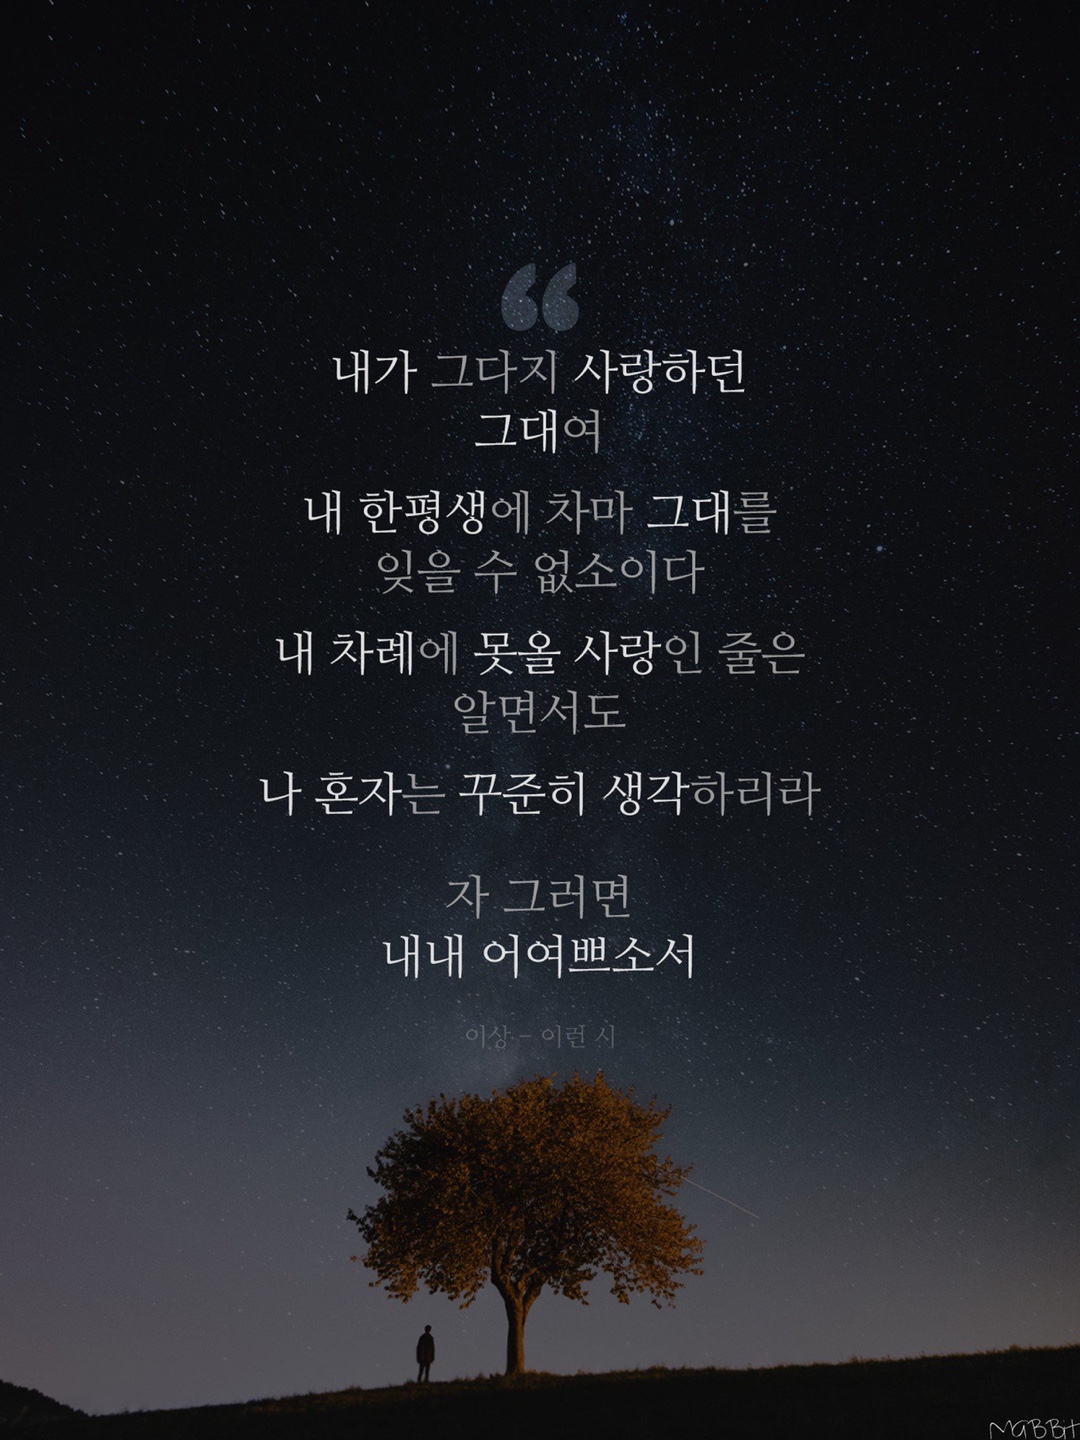 “
내가 그다지 사랑하던
그대여
내 한평생에 차마 그대를
잊을 수 없소이다
내 차례에 못올 사랑인 줄은
알면서도
나 혼자는 꾸준히 생각하리라
자 그러면
내내 어여쁘소서
이상 - 이런 시
MGBBit